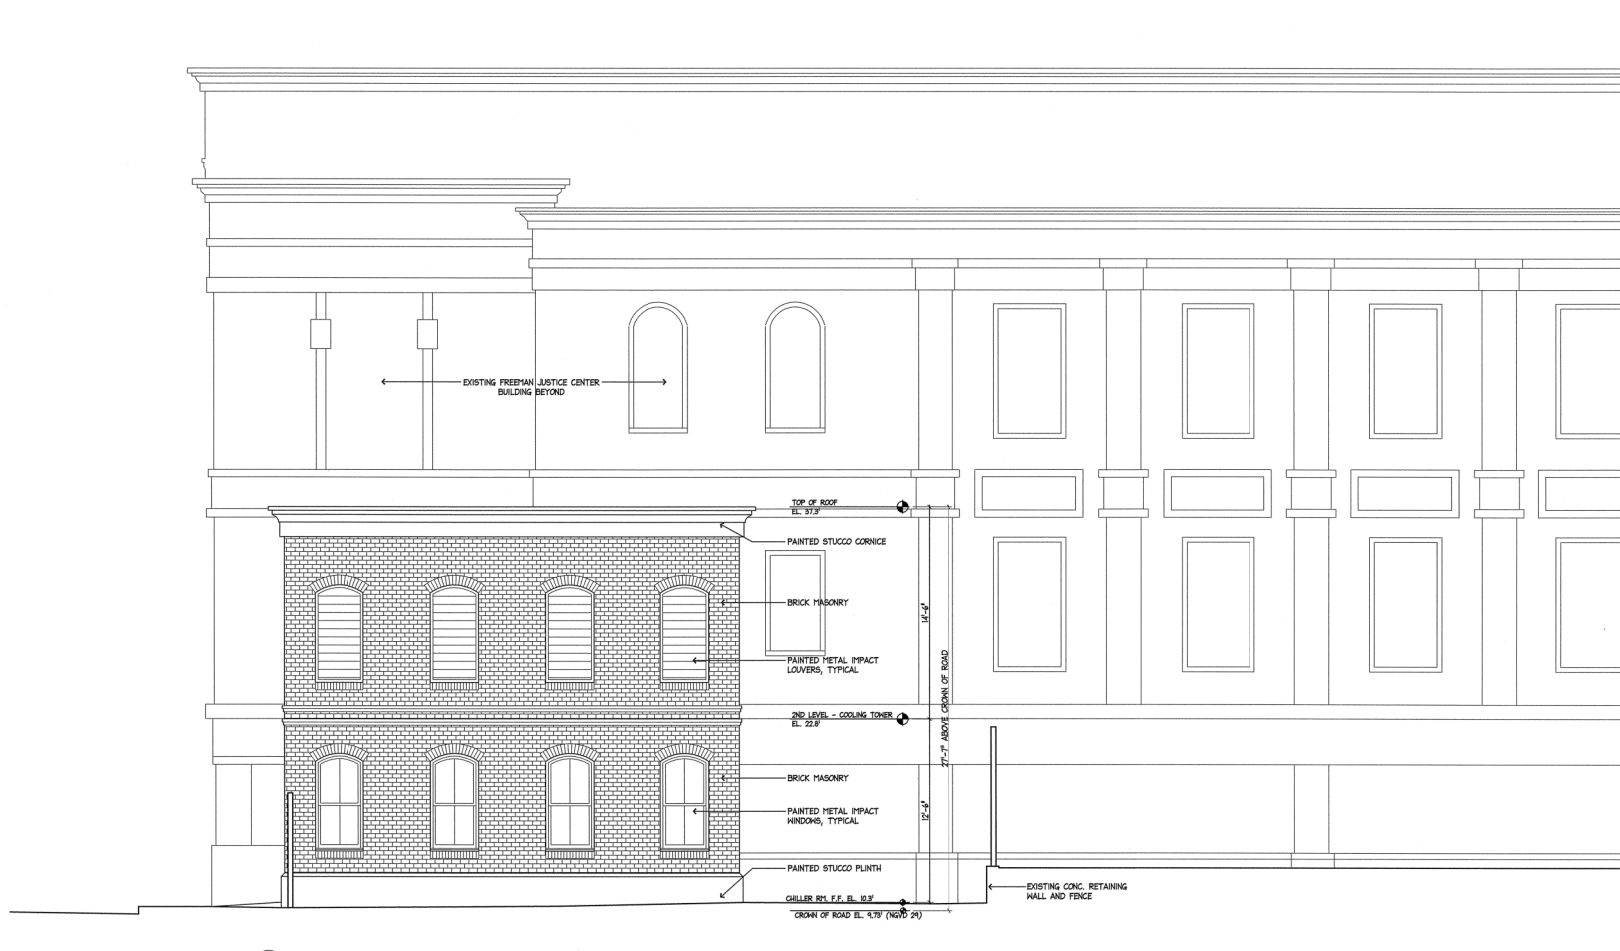 EXISTING FREEMAN JUSTICE CENTER
BUILDING BEYOND
TOP OF ROOF
EL. 37.3'
PAINTED STUCCO CORNICE
BRICK MASONRY
14'-6"
PAINTED METAL IMPACT
LOUVERS, TYPICAL
27'-7" ABOVE CROWN OF ROAD
2ND LEVEL - COOLING TOWER
EL. 22.8'
BRICK MASONRY
12'-6"
PAINTED METAL IMPACT
WINDOWS, TYPICAL
PAINTED STUCCO PLINTH
EXISTING CONC. RETAINING
WALL AND FENCE
CHILLER RM. F.F. EL. 10.3'
CROWN OF ROAD EL. 9.73' (NGVD 29)